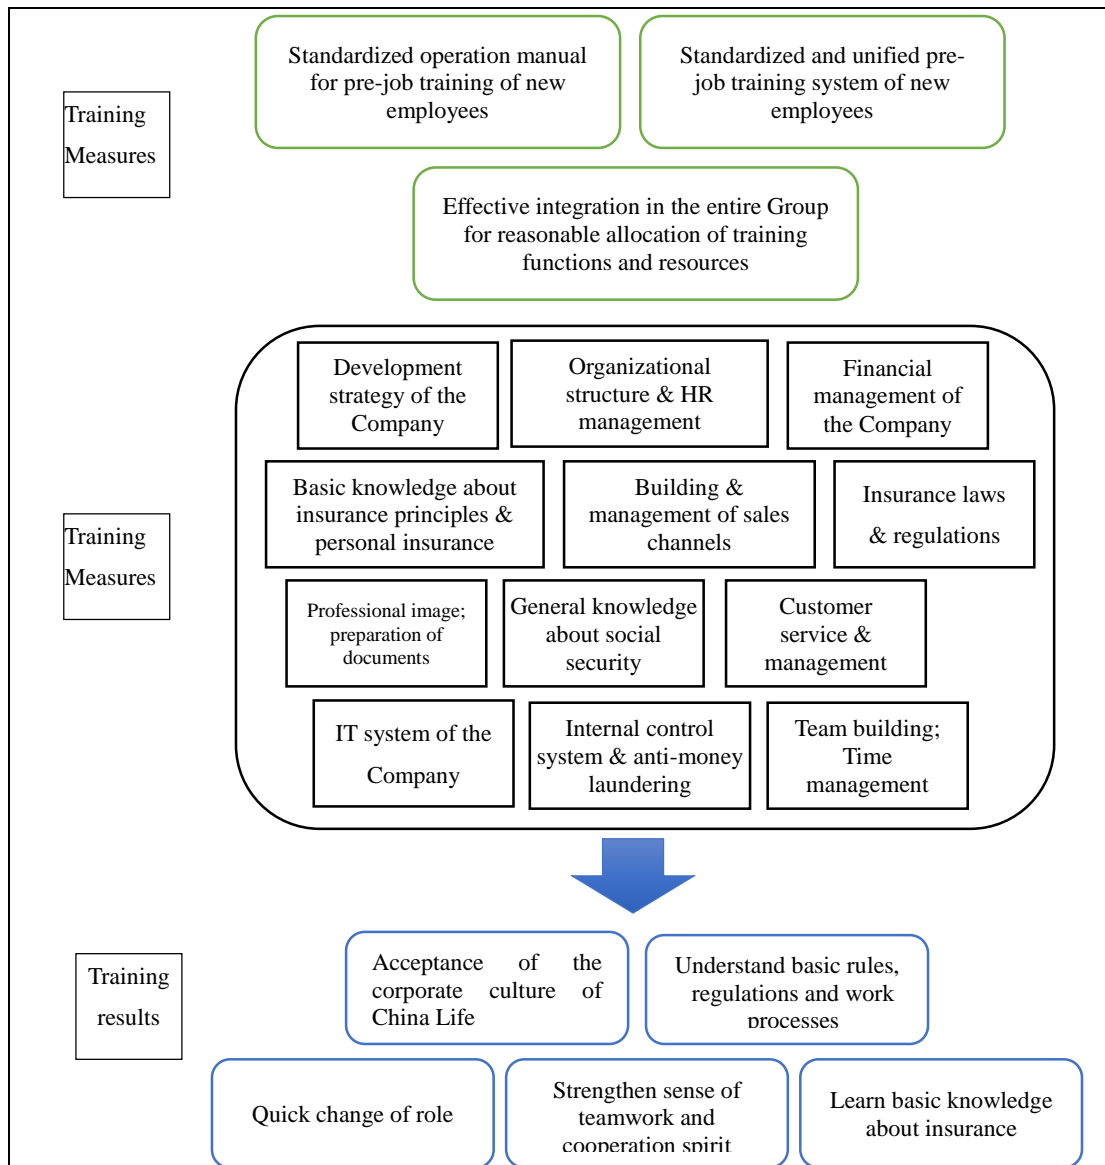 Standardized operation manual
for pre-job training of new
employees
Standardized and unified pre-
job training system of new
employees
Training
Measures
Effective integration in the entire Group
for reasonable allocation of training
functions and resources
Development
strategy of the
Company
Organizational
structure & HR
management
Financial
management of
the Company
Basic knowledge about
insurance principles &
personal insurance
Building &
management of sales
channels
Insurance laws
& regulations
Training
Measures
Professional image;
preparation of
documents
General knowledge
about social
security
Customer
service &
management
IT system of the
Company
Internal control
system & anti-money
laundering
Team building;
Time
management
Training
results
Acceptance of the
corporate culture of
China Life
Understand basic rules,
regulations and work
processes
Quick change of role
Strengthen sense of
teamwork and
cooperation spirit
Learn basic knowledge
about insurance